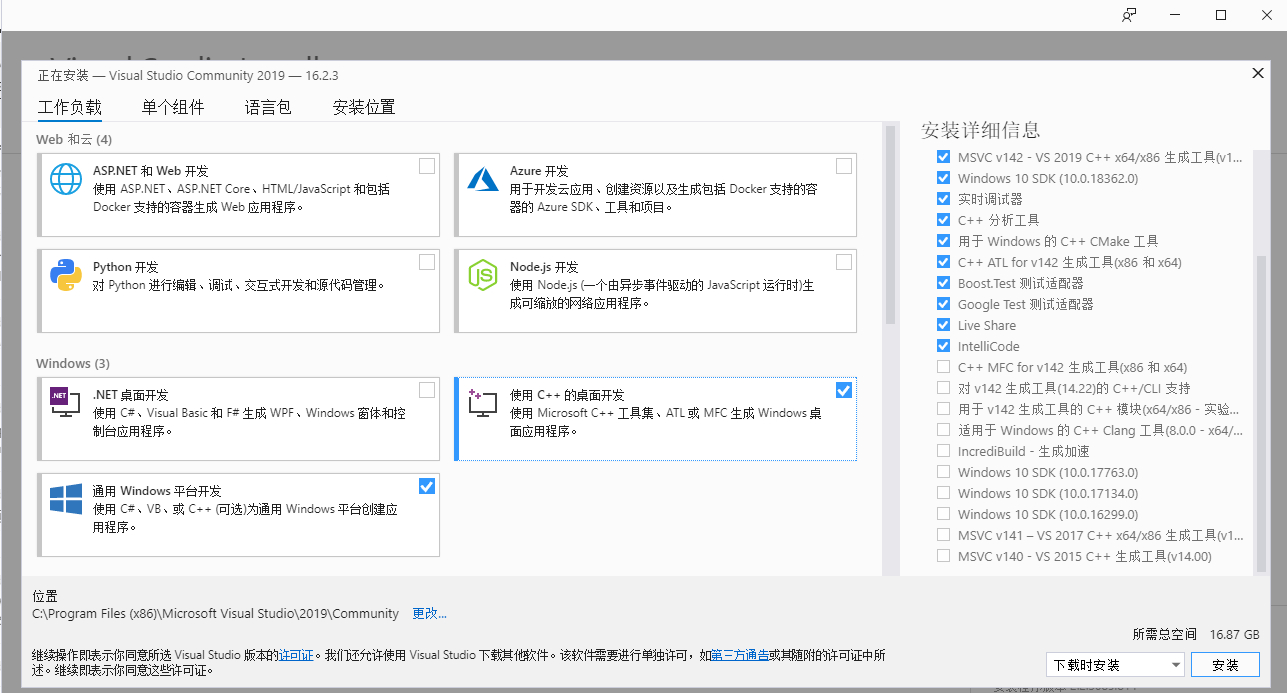 正在安装 — Visual Studio Community 2019 — 16.2.3
工作负载 单个组件 语言包 安装位置
Web 和云 (4)
ASP.NET 和 Web 开发
使用 ASP.NET、ASP.NET Core、HTML/JavaScript 和包括
Docker 支持的容器生成 Web 应用程序。
Azure 开发
用于开发云应用、创建资源以及生成包括 Docker 支持的容
器的 Azure SDK、工具和项目。
Python 开发
对 Python 进行编辑、调试、交互式开发和源代码管理。
Node.js 开发
使用 Node.js (一个由异步事件驱动的 JavaScript 运行时)生
成可缩放的网络应用程序。
Windows (3)
.NET
.NET 桌面开发
使用 C#、Visual Basic 和 F# 生成 WPF、Windows 窗体和控
制台应用程序。
使用 C++ 的桌面开发
使用 Microsoft C++ 工具集、ATL 或 MFC 生成 Windows 桌
面应用程序。
通用 Windows 平台开发
使用 C#、VB、或 C++ (可选)为通用 Windows 平台创建应
用程序。
安装详细信息
MSVC v142 - VS 2019 C++ x64/x86 生成工具(v1...
Windows 10 SDK (10.0.18362.0)
实时调试器
C++ 分析工具
用于 Windows 的 C++ CMake 工具
C++ ATL for v142 生成工具(x86 和 x64)
Boost.Test 测试适配器
Google Test 测试适配器
Live Share
IntelliCode
C++ MFC for v142 生成工具(x86 和 x64)
对 v142 生成工具(14.22)的 C++/CLI 支持
用于 v142 生成工具的 C++ 模块(x64/x86 - 实验...
适用于 Windows 的 C++ Clang 工具(8.0.0 - x64/...
IncrediBuild - 生成加速
Windows 10 SDK (10.0.17763.0)
Windows 10 SDK (10.0.17134.0)
Windows 10 SDK (10.0.16299.0)
MSVC v141 – VS 2017 C++ x64/x86 生成工具(v1...
MSVC v140 - VS 2015 C++ 生成工具(v14.00)
位置
C:\Program Files (x86)\Microsoft Visual Studio\2019\Community 更改...
所需总空间 16.87 GB
继续操作即表示你同意所选 Visual Studio 版本的许可证。我们还允许使用 Visual Studio 下载其他软件。该软件需要进行单独许可，如第三方通告或其随附的许可证中所
述。继续即表示你同意这些许可证。
下载时安装 安装